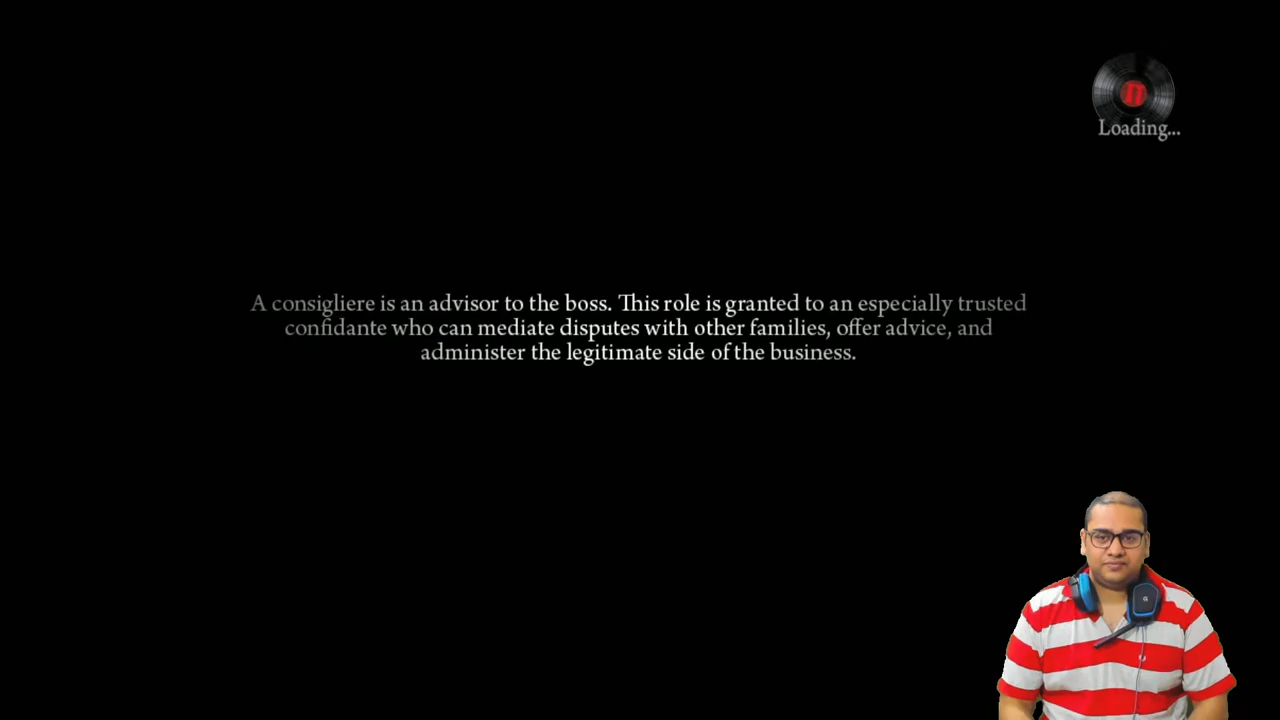 Loading...
A consigliere is an advisor to the boss. This role is granted to an especially trusted
confidante who can mediate disputes with other families, offer advice, and
administer the legitimate side of the business.